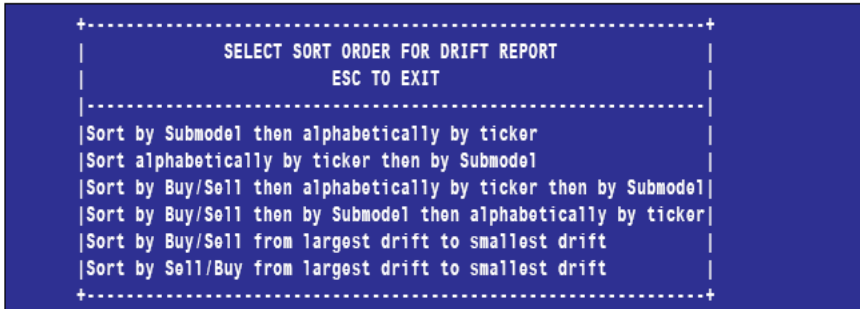 SELECT SORT ORDER FOR DRIFT REPORT
ESC TO EXIT
Sort by Submodel then alphabetically by ticker
Sort alphabetically by ticker then by Submodel
Sort by Buy/Sell then alphabetically by ticker then by Submodel
Sort by Buy/Sell then by Submodel then alphabetically by ticker
Sort by Buy/Sell from largest drift to smallest drift
Sort by Sell/Buy from largest drift to smallest drift